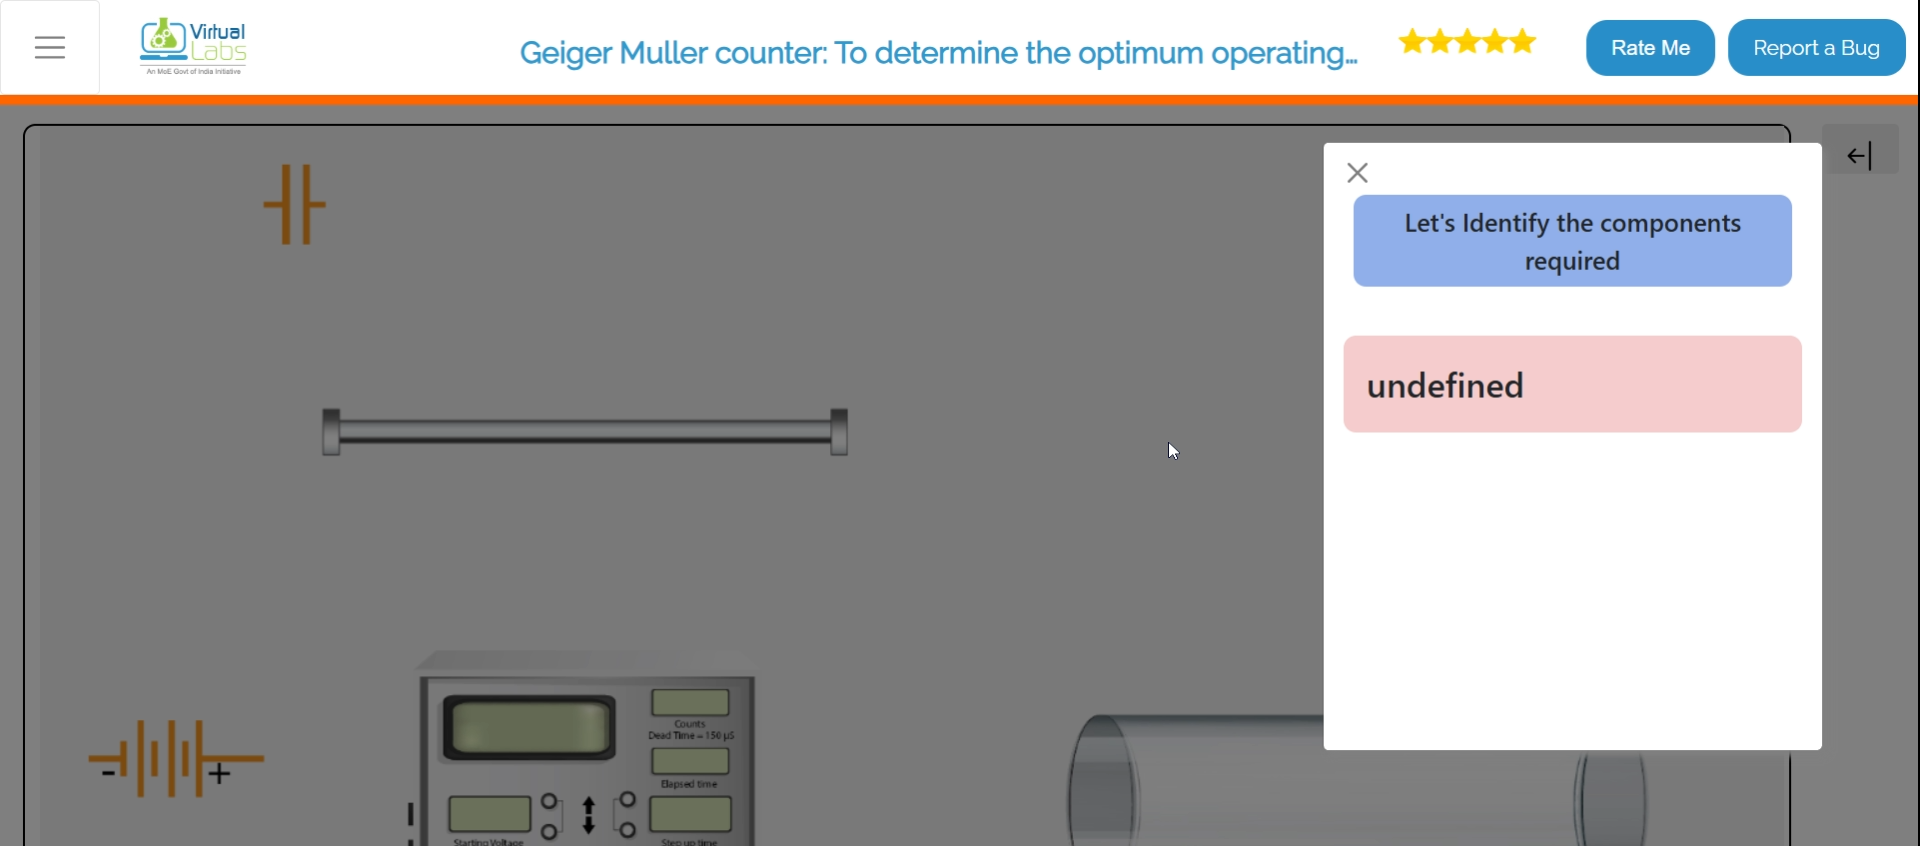 Virtual
Labs
An MoE Govt of India Initiative
Geiger Muller counter: To determine the optimum operating...
Rate Me
Report a Bug
Let's Identify the components
required
undefined
Counts
Dead Time = 150 µS
Elapsed time
- +
Starting Voltage
Step up time